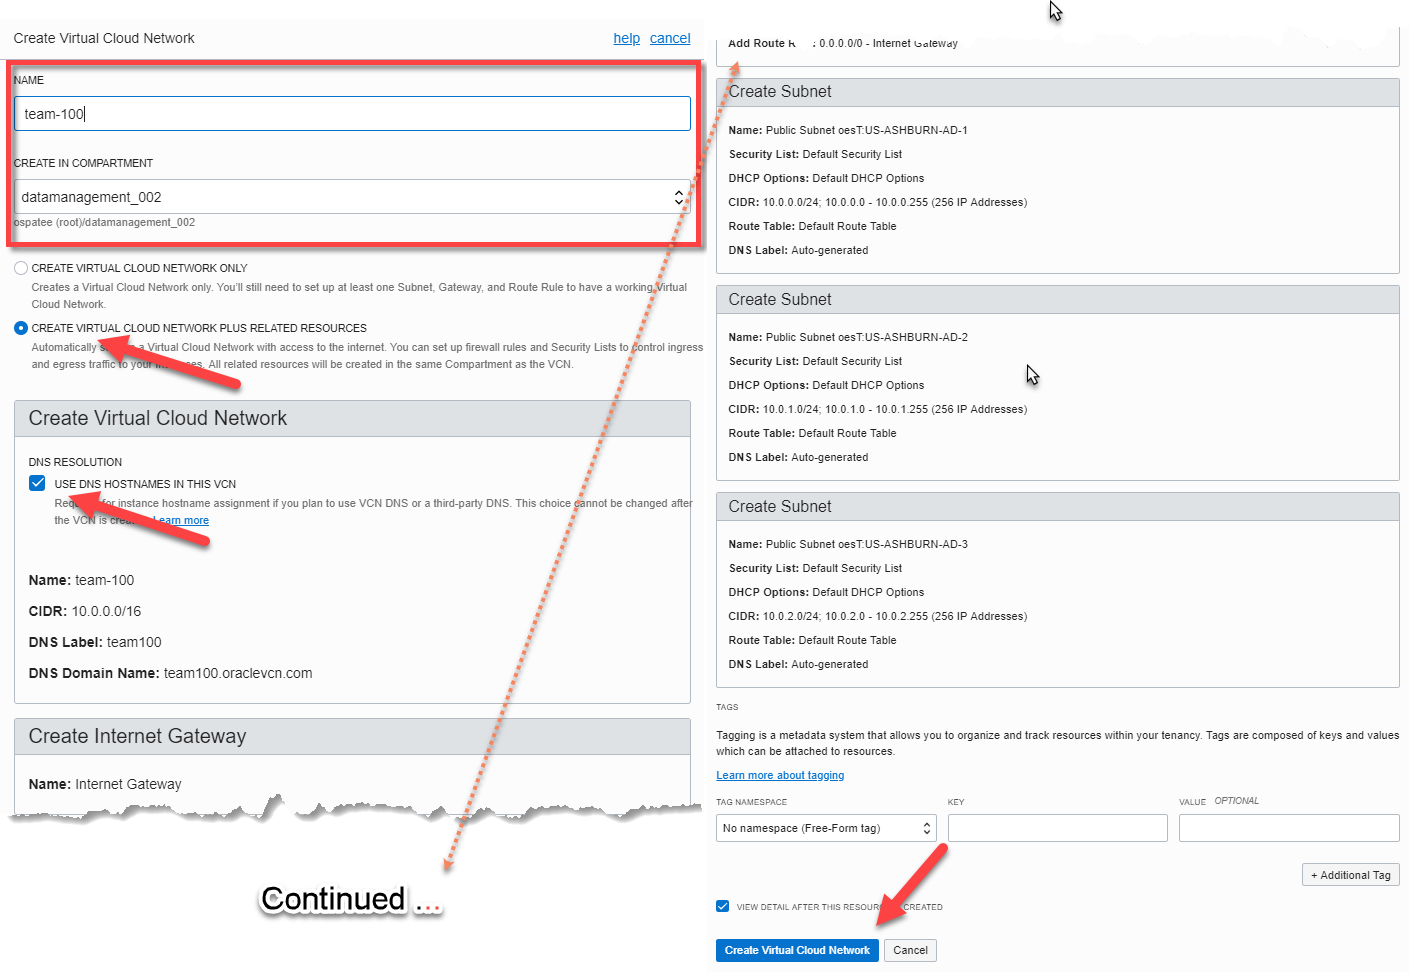 Create Virtual Cloud Network
help cancel
NAME
team-100
CREATE IN COMPARTMENT
datamanagement_002
ospatee (root)/datamanagement_002
CREATE VIRTUAL CLOUD NETWORK ONLY
Creates a Virtual Cloud Network only. You'll still need to set up at least one Subnet, Gateway, and Route Rule to have a working Virtual
Cloud Network.
CREATE VIRTUAL CLOUD NETWORK PLUS RELATED RESOURCES
Automatically a Virtual Cloud Network with access to the internet. You can set up firewall rules and Security Lists to control ingress
and egress traffic to your . All related resources will be created in the same Compartment as the VCN.
Create Virtual Cloud Network
DNS RESOLUTION
USE DNS HOSTNAMES IN THIS VCN
for instance hostname assignment if you plan to use VCN DNS or a third-party DNS. This choice cannot be changed after
the VCN is Learn more
Name: team-100
CIDR: 10.0.0.0/16
DNS Label: team100
DNS Domain Name: team100.oraclevcn.com
Create Internet Gateway
Name: Internet Gateway
Continued ...
Add Route : 0.0.0.0/0 - Internet Gateway
Create Subnet
Name: Public Subnet oesT:US-ASHBURN-AD-1
Security List: Default Security List
DHCP Options: Default DHCP Options
CIDR: 10.0.0.0/24; 10.0.0.0 - 10.0.0.255 (256 IP Addresses)
Route Table: Default Route Table
DNS Label: Auto-generated
Create Subnet
Name: Public Subnet oesT:US-ASHBURN-AD-2
Security List: Default Security List
DHCP Options: Default DHCP Options
CIDR: 10.0.1.0/24; 10.0.1.0 - 10.0.1.255 (256 IP Addresses)
Route Table: Default Route Table
DNS Label: Auto-generated
Create Subnet
Name: Public Subnet oesT:US-ASHBURN-AD-3
Security List: Default Security List
DHCP Options: Default DHCP Options
CIDR: 10.0.2.0/24; 10.0.2.0 - 10.0.2.255 (256 IP Addresses)
Route Table: Default Route Table
DNS Label: Auto-generated
TAGS
Tagging is a metadata system that allows you to organize and track resources within your tenancy. Tags are composed of keys and values
which can be attached to resources.
Learn more about tagging
TAG NAMESPACE KEY VALUE OPTIONAL
No namespace (Free-Form tag)
+ Additional Tag
VIEW DETAIL AFTER THIS CREATED
Create Virtual Cloud Network Cancel